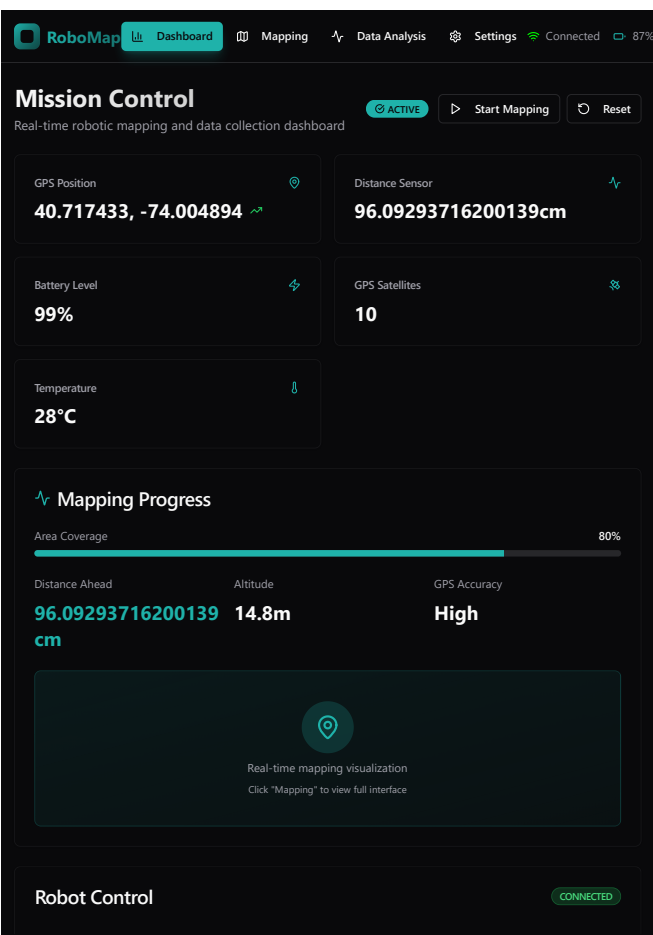 RoboMap Dashboard Mapping Data Analysis Settings Connected 87%
Mission Control
Real-time robotic mapping and data collection dashboard
ACTIVE Start Mapping Reset
GPS Position
40.717433, -74.004894
Distance Sensor
96.09293716200139cm
Battery Level
99%
GPS Satellites
10
Temperature
28°C
Mapping Progress
Area Coverage 80%
Distance Ahead
96.09293716200139
cm
Altitude
14.8m
GPS Accuracy
High
Real-time mapping visualization
Click "Mapping" to view full interface
Robot Control CONNECTED